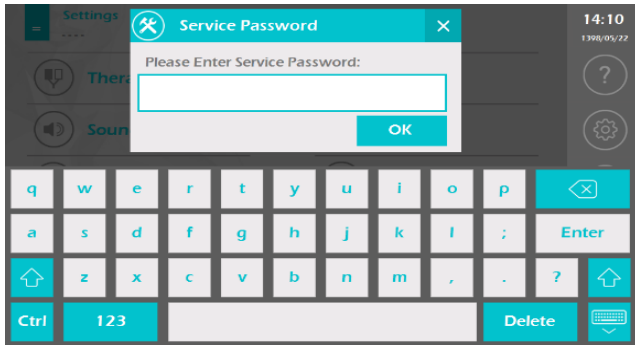 Settings
----
Service Password
×
14:10
1398/05/22
Please Enter Service Password:
Thera
?
OK
Soun
q w e r t y u i o p
a s d f g h j k l ; Enter
z x c v b n m , . ?
Ctrl 123 Delete